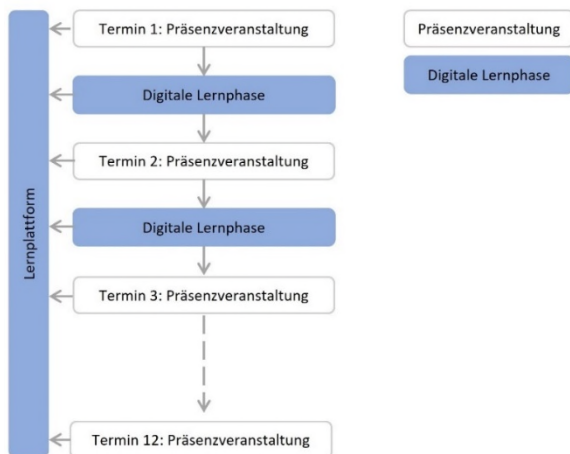 Termin 1: Präsenzveranstaltung
Digitale Lernphase
Termin 2: Präsenzveranstaltung
Digitale Lernphase
Termin 3: Präsenzveranstaltung
Termin 12: Präsenzveranstaltung
Lernplattform
Präsenzveranstaltung
Digitale Lernphase